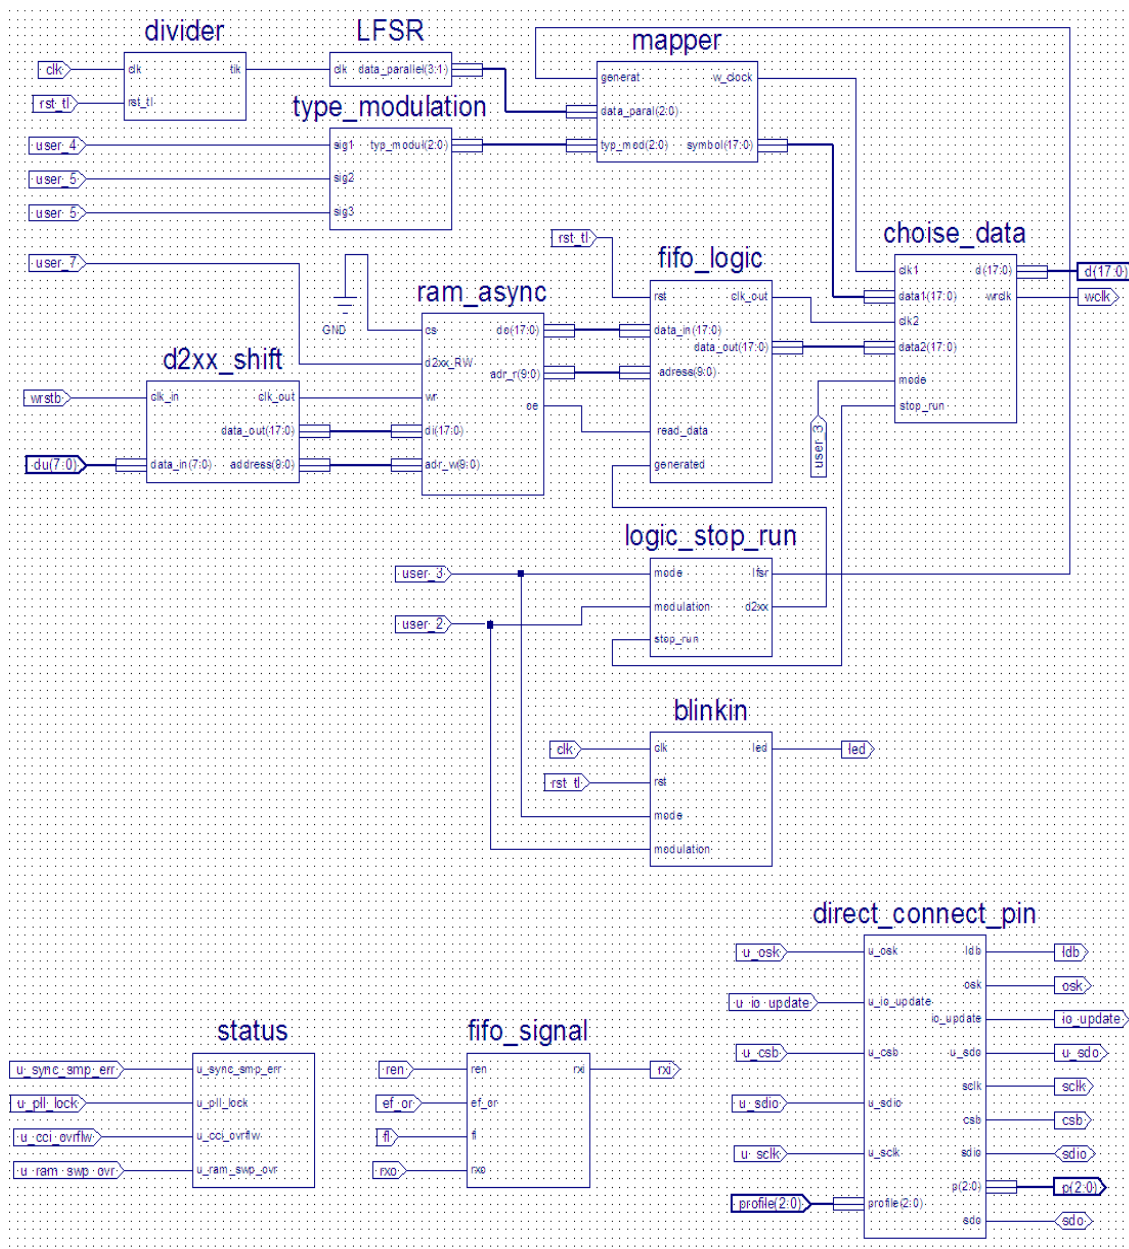 divider
clk
clk
tik
rst_tl
rst_tl
LFSR
clk
data_parallel(3:1)
mapper
generat
w_clock
data_paral(2:0)
typ_mod(2:0)
symbol(17:0)
type_modulation
user_4
sig1
typ_modul(2:0)
user_5
sig2
user_5
sig3
user_7
GND
rst_tl
choise_data
clk1
d(17:0)
d(17:0)
data1(17:0)
wrclk
wclk
clk2
data2(17:0)
mode
stop_run
user_3
fifo_logic
rst
clk_out
data_in(17:0)
data_out(17:0)
adress(9:0)
read_data
generated
ram_async
cs
do(17:0)
d2xx_RW
adr_r(9:0)
wr
oe
di(17:0)
adr_w(9:0)
d2xx_shift
wrstb
clk_in
clk_out
data_out(17:0)
du(7:0)
data_in(7:0)
address(9:0)
logic_stop_run
user_3
mode
lfsr
user_2
modulation
d2xx
stop_run
blinkin
clk
clk
led
led
rst_tl
rst
mode
modulation
direct_connect_pin
u_osk
u_osk
ldb
ldb
osk
osk
u_io_update
u_io_update
io_update
io_update
u_csb
u_csb
u_sdo
u_sdo
sclk
sclk
u_sdio
u_sdio
csb
csb
u_sclk
u_sclk
sdio
sdio
p(2:0)
p(2:0)
profile(2:0)
profile(2:0)
sdo
sdo
status
u_sync_smp_err
u_sync_smp_err
u_pll_lock
u_pll_lock
u_cci_ovrflw
u_cci_ovrflw
u_ram_swp_ovr
u_ram_swp_ovr
fifo_signal
ren
ren
rxi
rxi
ef_or
ef_or
fl
fl
rxo
rxo